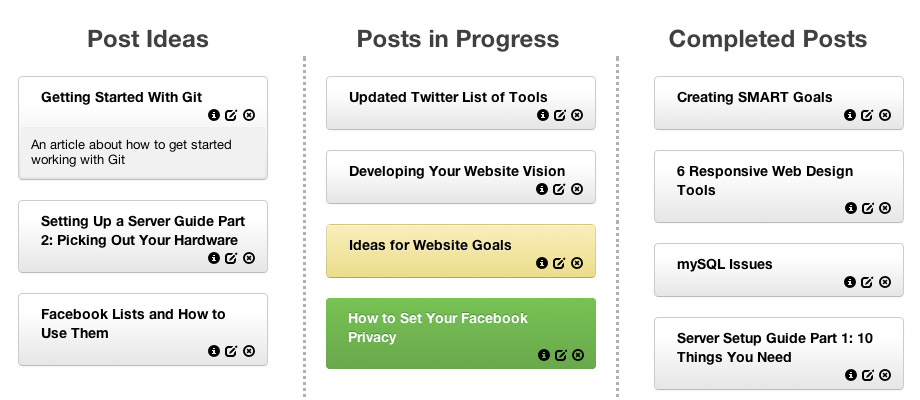 Post Ideas
Getting Started With Git
An article about how to get started
working with Git
Setting Up a Server Guide Part
2: Picking Out Your Hardware
Facebook Lists and How to
Use Them
Posts in Progress
Updated Twitter List of Tools
Developing Your Website Vision
Ideas for Website Goals
How to Set Your Facebook
Privacy
Completed Posts
Creating SMART Goals
6 Responsive Web Design
Tools
mySQL Issues
Server Setup Guide Part 1: 10
Things You Need